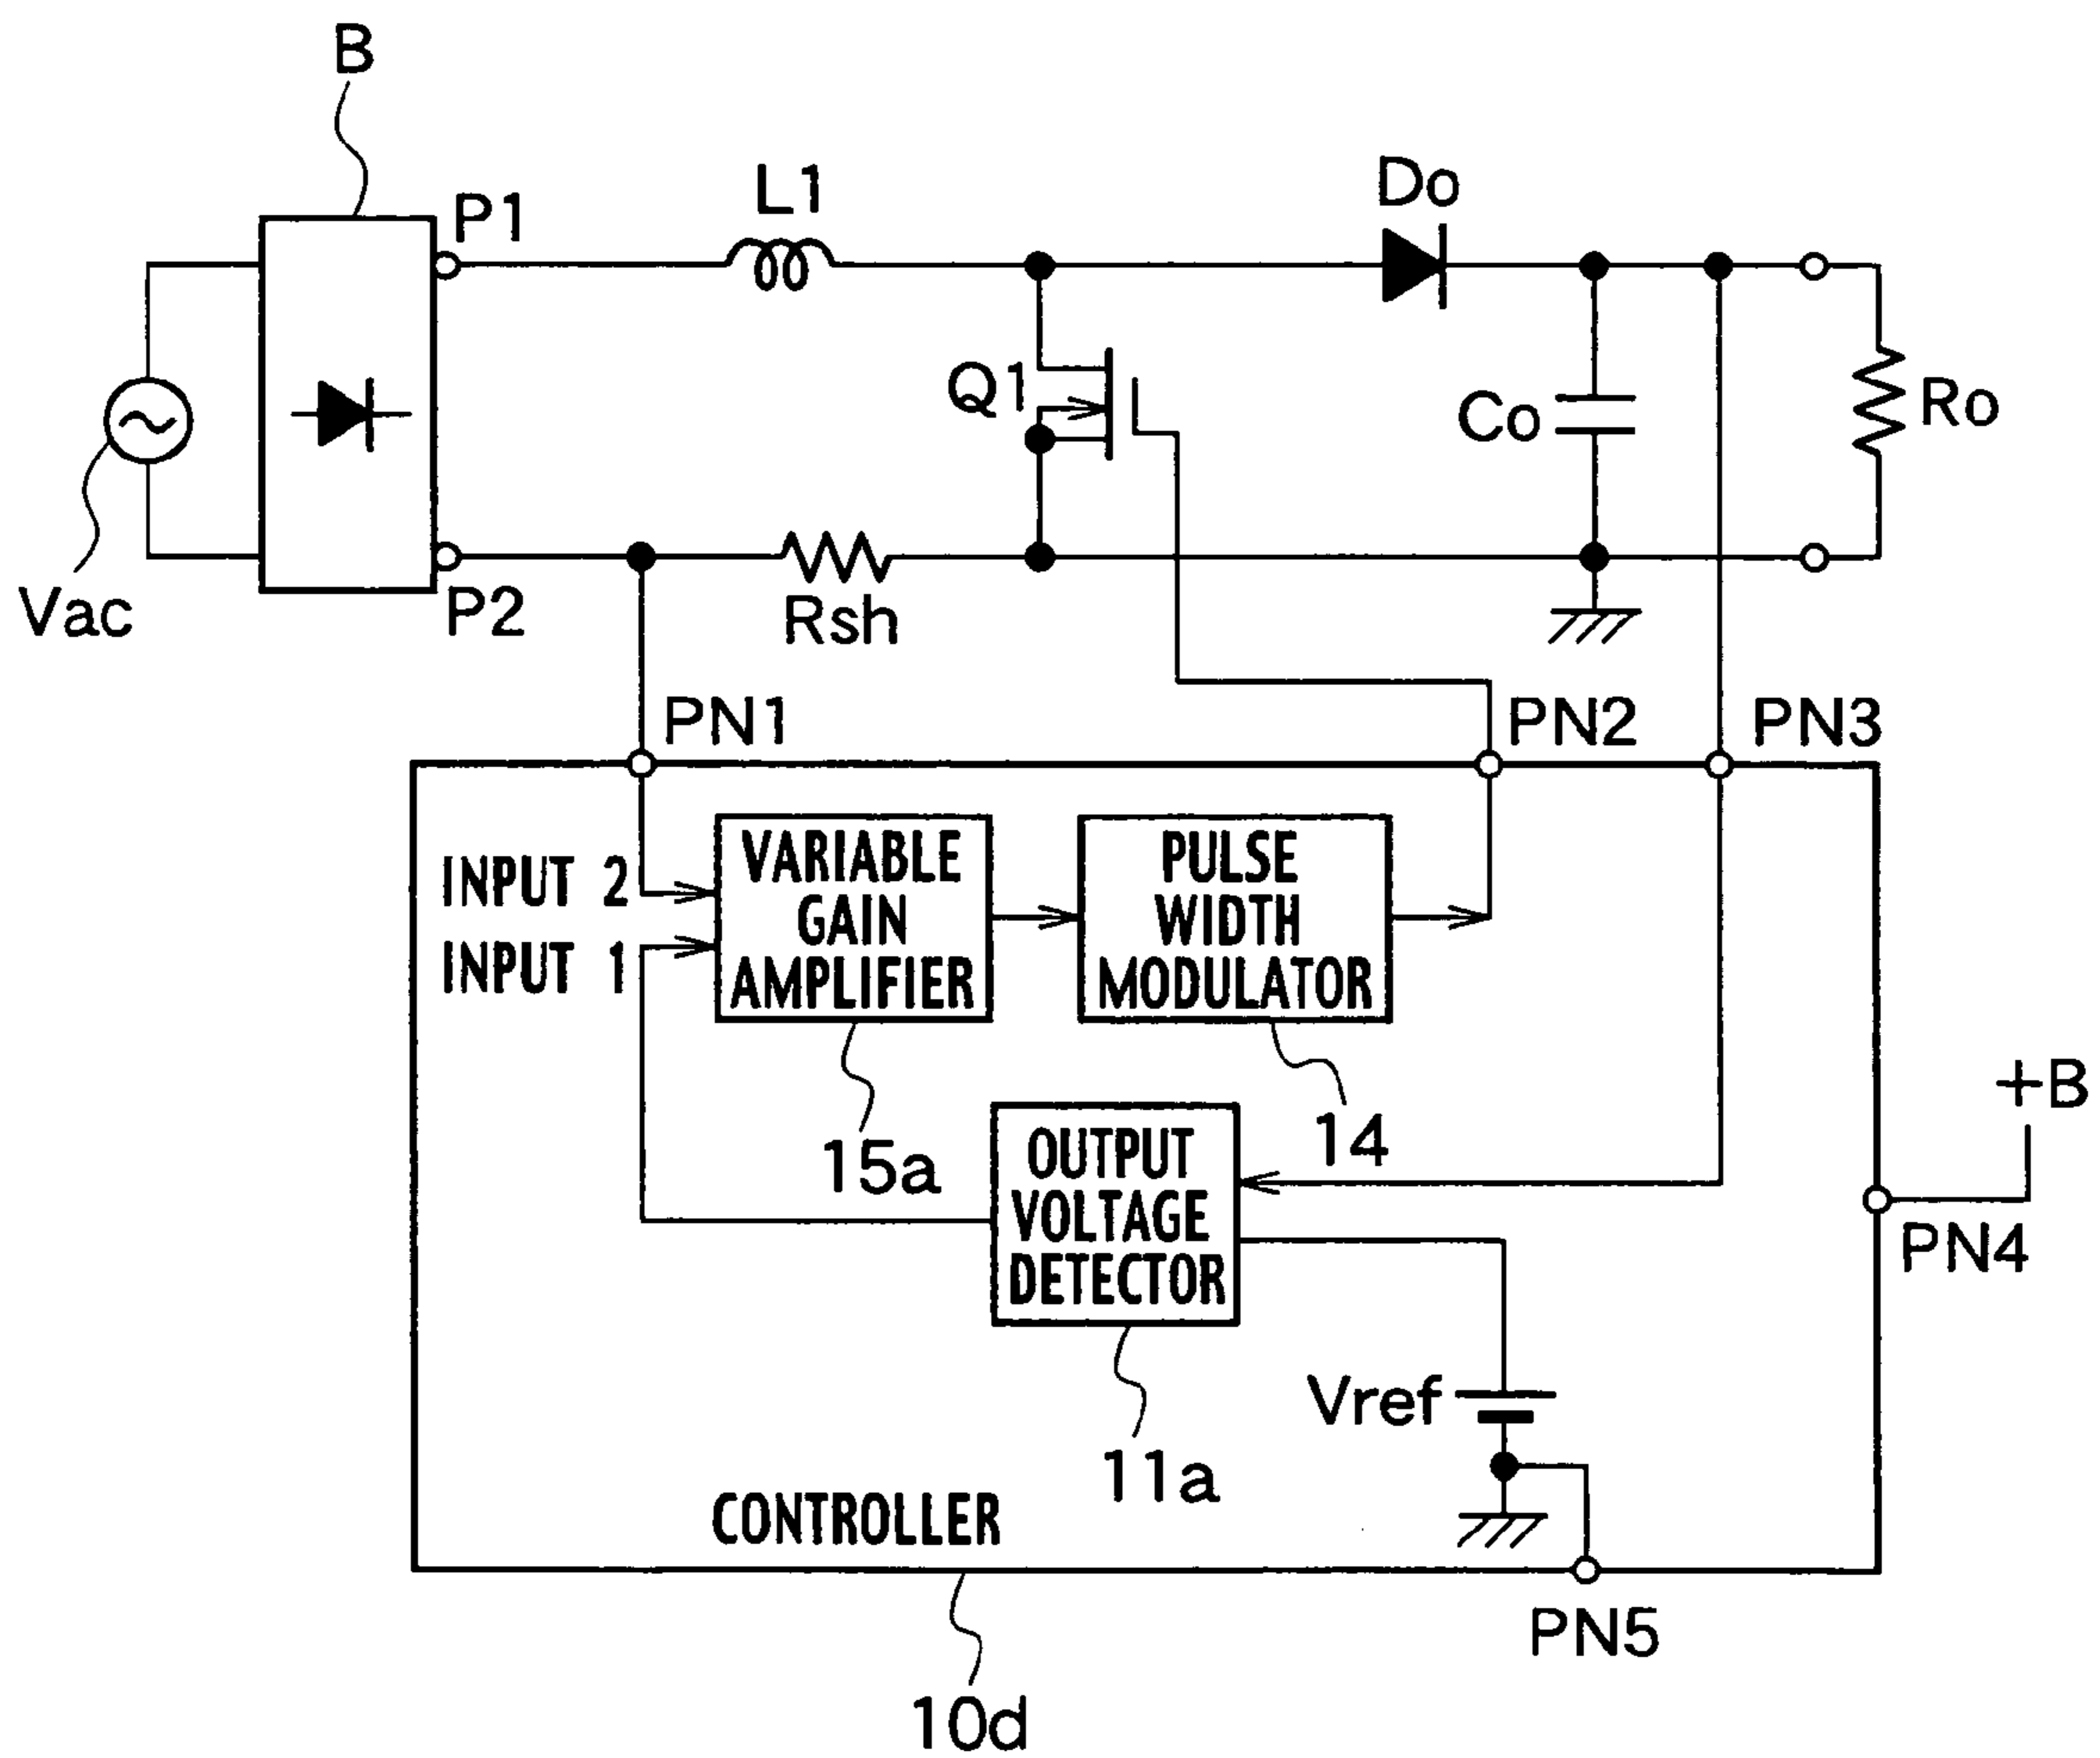 B
P1
L1
Do
Q1
Co
Ro
Vac
P2
Rsh
PN1
PN2
PN3
INPUT 2
INPUT 1
VARIABLE
GAIN
AMPLIFIER
PULSE
WIDTH
MODULATOR
15a
14
+B
OUTPUT
VOLTAGE
DETECTOR
PN4
Vref
11a
CONTROLLER
PN5
10d